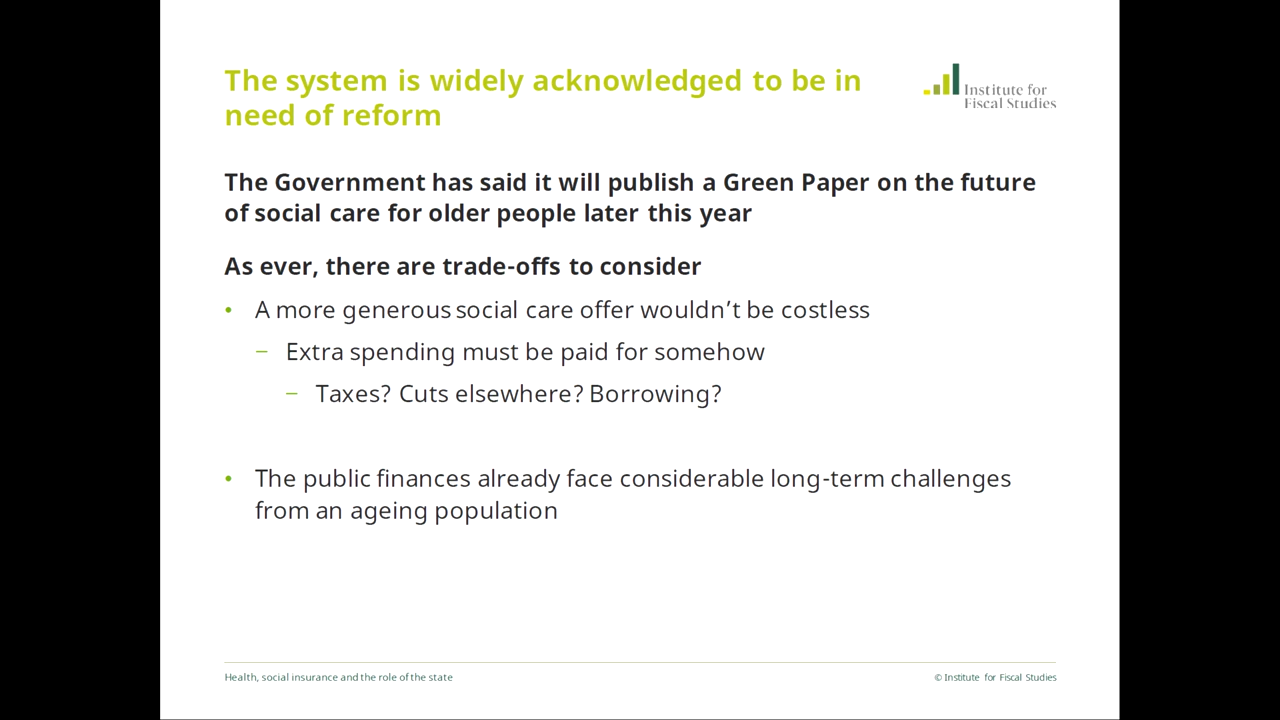 The system is widely acknowledged to be in
need of reform
Institute for
Fiscal Studies
The Government has said it will publish a Green Paper on the future
of social care for older people later this year
As ever, there are trade-offs to consider
• A more generous social care offer wouldn’t be costless
– Extra spending must be paid for somehow
– Taxes? Cuts elsewhere? Borrowing?
• The public finances already face considerable long-term challenges
from an ageing population
Health, social insurance and the role of the state
© Institute for Fiscal Studies